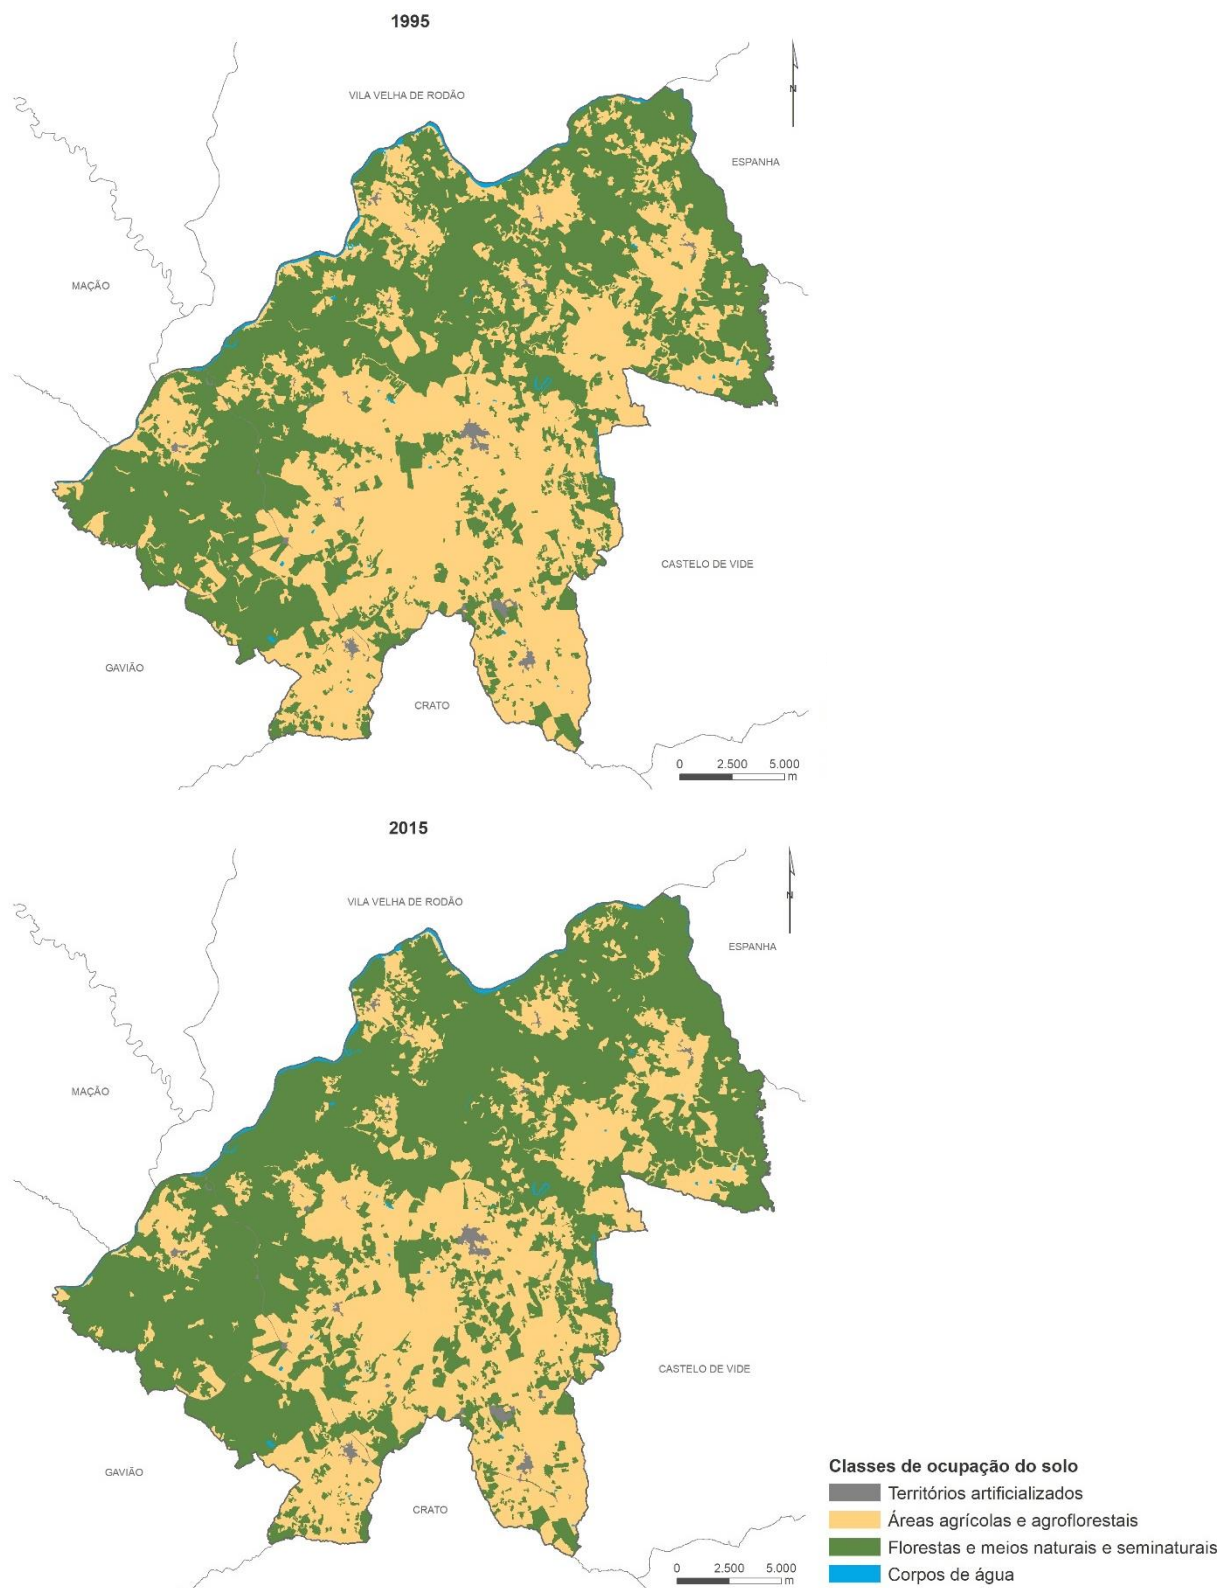 1995
N
VILA VELHA DE RODÃO
ESPANHA
MAÇÃO
CASTELO DE VIDE
GAVIÃO
CRATO
0 2.500 5.000
m
2015
N
VILA VELHA DE RODÃO
ESPANHA
MAÇÃO
CASTELO DE VIDE
GAVIÃO
CRATO
0 2.500 5.000
m
Classes de ocupação do solo
Territórios artificializados
Áreas agrícolas e agroflorestais
Florestas e meios naturais e seminaturais
Corpos de água